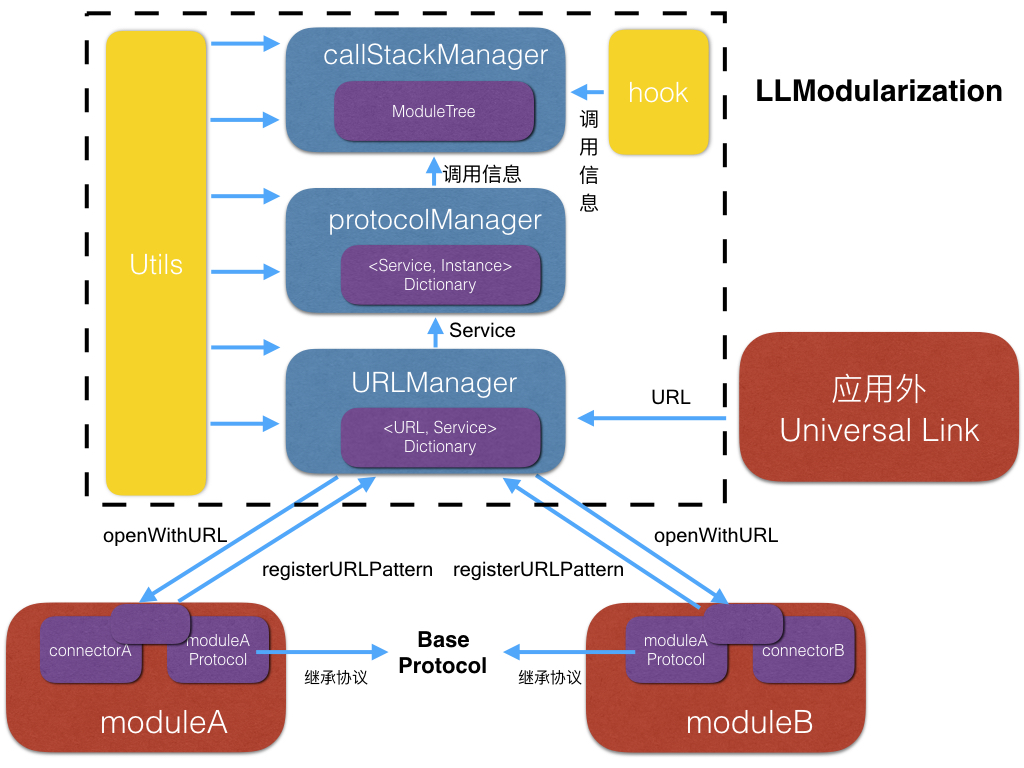 callStackManager
ModuleTree
hook
LLModularization
调
用
信
息
调用信息
protocolManager
<Service, Instance>
Dictionary
Utils
Service
URLManager
<URL, Service>
Dictionary
URL
应用外
Universal Link
openWithURL
registerURLPattern
registerURLPattern
openWithURL
connectorA
moduleA
Protocol
继承协议
Base
Protocol
继承协议
moduleA
Protocol
connectorB
moduleA
moduleB